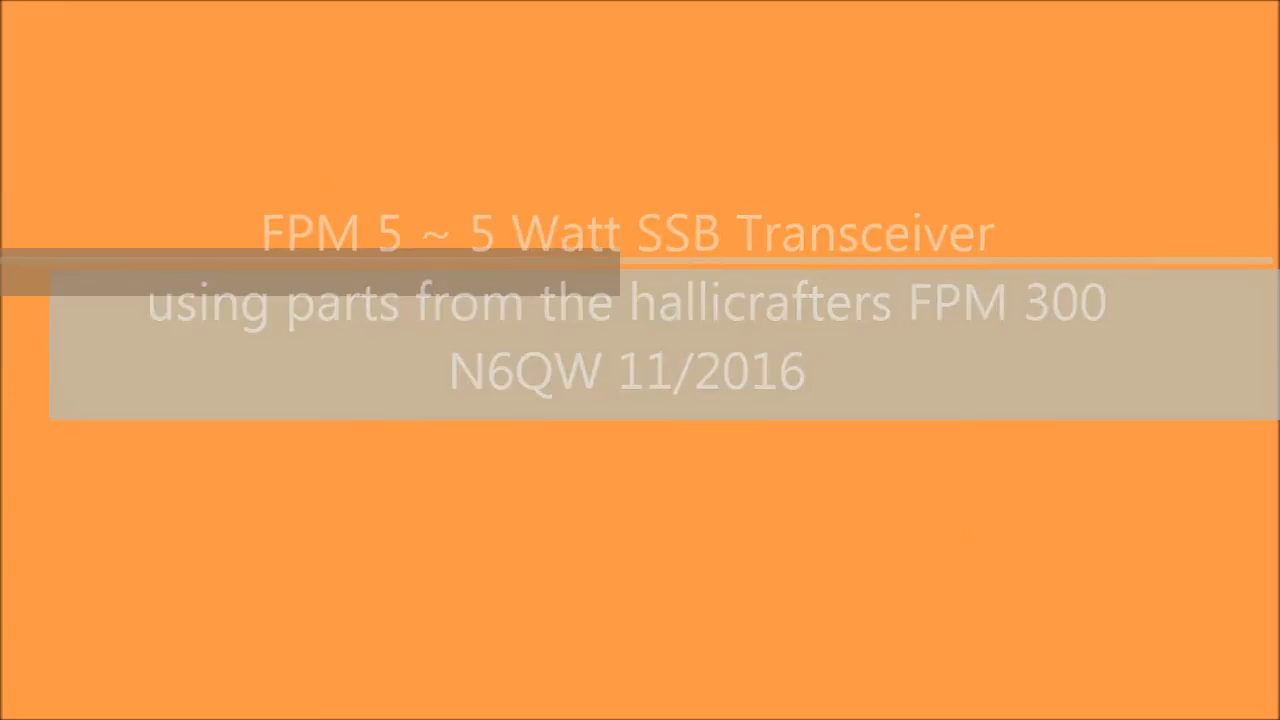 FPM 5 ~ 5 Watt SSB Transceiver
using parts from the hallicrafters FPM 300
N6QW 11/2016